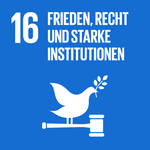 16 FRIEDEN, RECHT
UND STARKE
INSTITUTIONEN